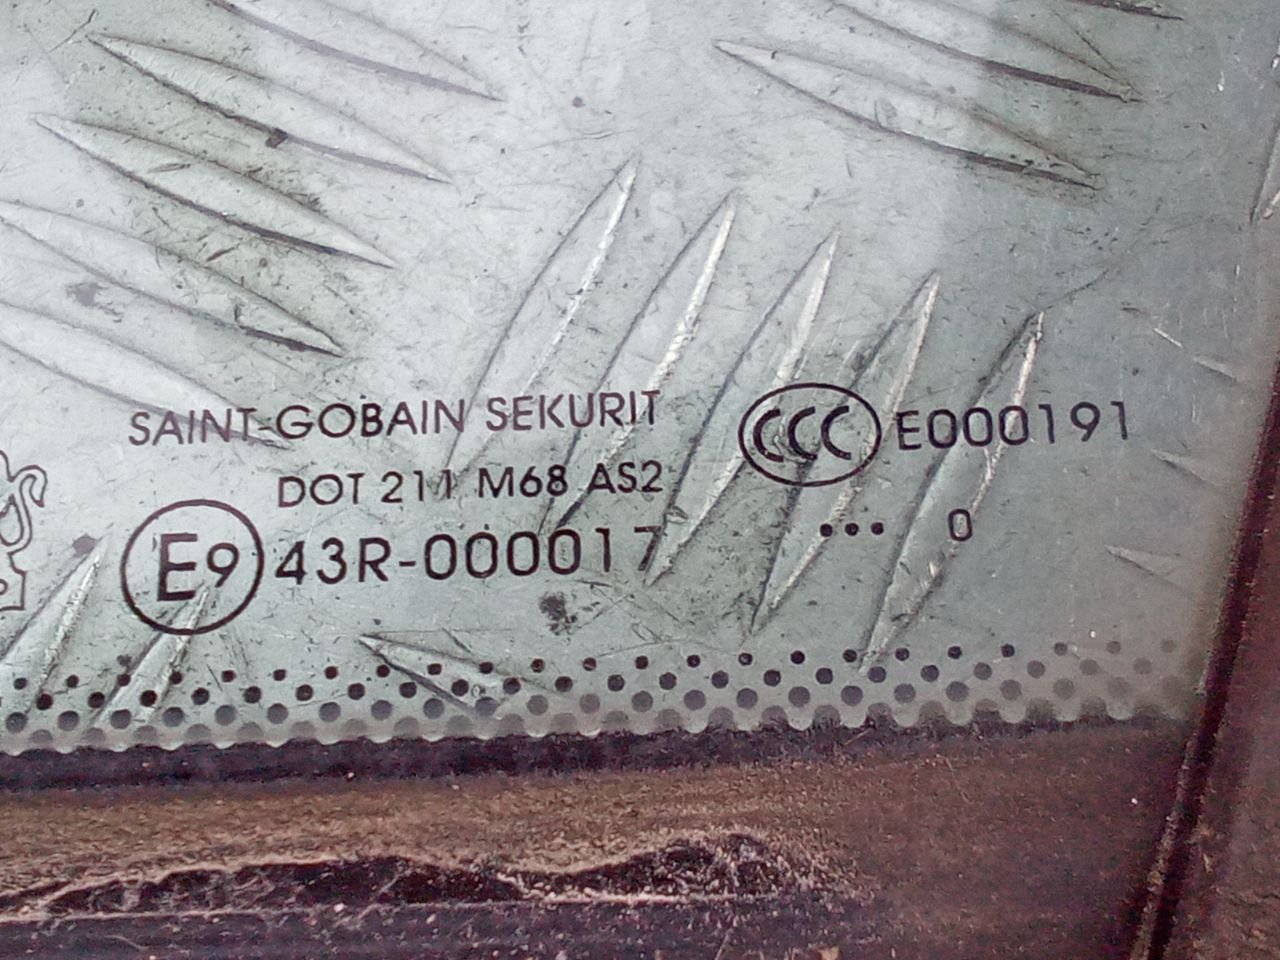 SAINT-GOBAIN SEKURIT
CCC E000191
DOT 211 M68 AS2
E9 43R-000017
••• 0